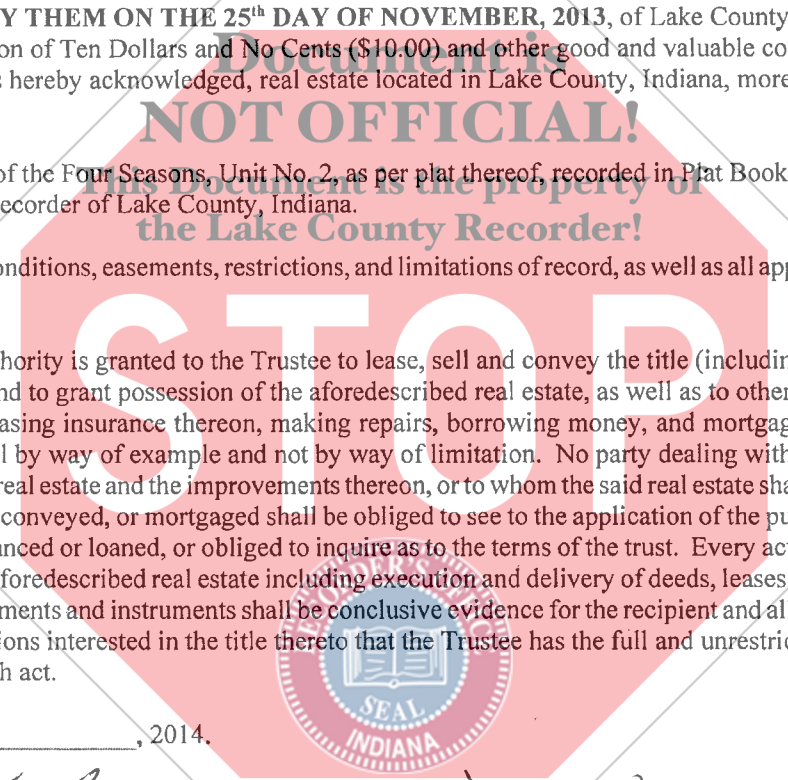 Y THEM ON THE 25th DAY OF NOVEMBER, 2013, of Lake County
on of Ten Dollars and No Cents ($10.00) and other good and valuable co
Document is
s hereby acknowledged, real estate located in Lake County, Indiana, more
NOT OFFICIAL!
of the Four Seasons, Unit No. 2, as per plat thereof, recorded in Plat Book
This Document is the property of
ecorder of Lake County, Indiana.
the Lake County Recorder!
onditions, easements, restrictions, and limitations of record, as well as all app
STOP
hority is granted to the Trustee to lease, sell and convey the title (includin
nd to grant possession of the aforedescribed real estate, as well as to other
asing insurance thereon, making repairs, borrowing money, and mortgag
l by way of example and not by way of limitation. No party dealing with
real estate and the improvements thereon, or to whom the said real estate sha
conveyed, or mortgaged shall be obliged to see to the application of the pu
anced or loaned, or obliged to inquire as to the terms of the trust. Every ac
foredescribed real estate including execution and delivery of deeds, leases,
ments and instruments shall be conclusive evidence for the recipient and al
ions interested in the title thereto that the Trustee has the full and unrestric
h act.
RECORDER'S OFFIC
SEAL
INDIANA
, 2014.